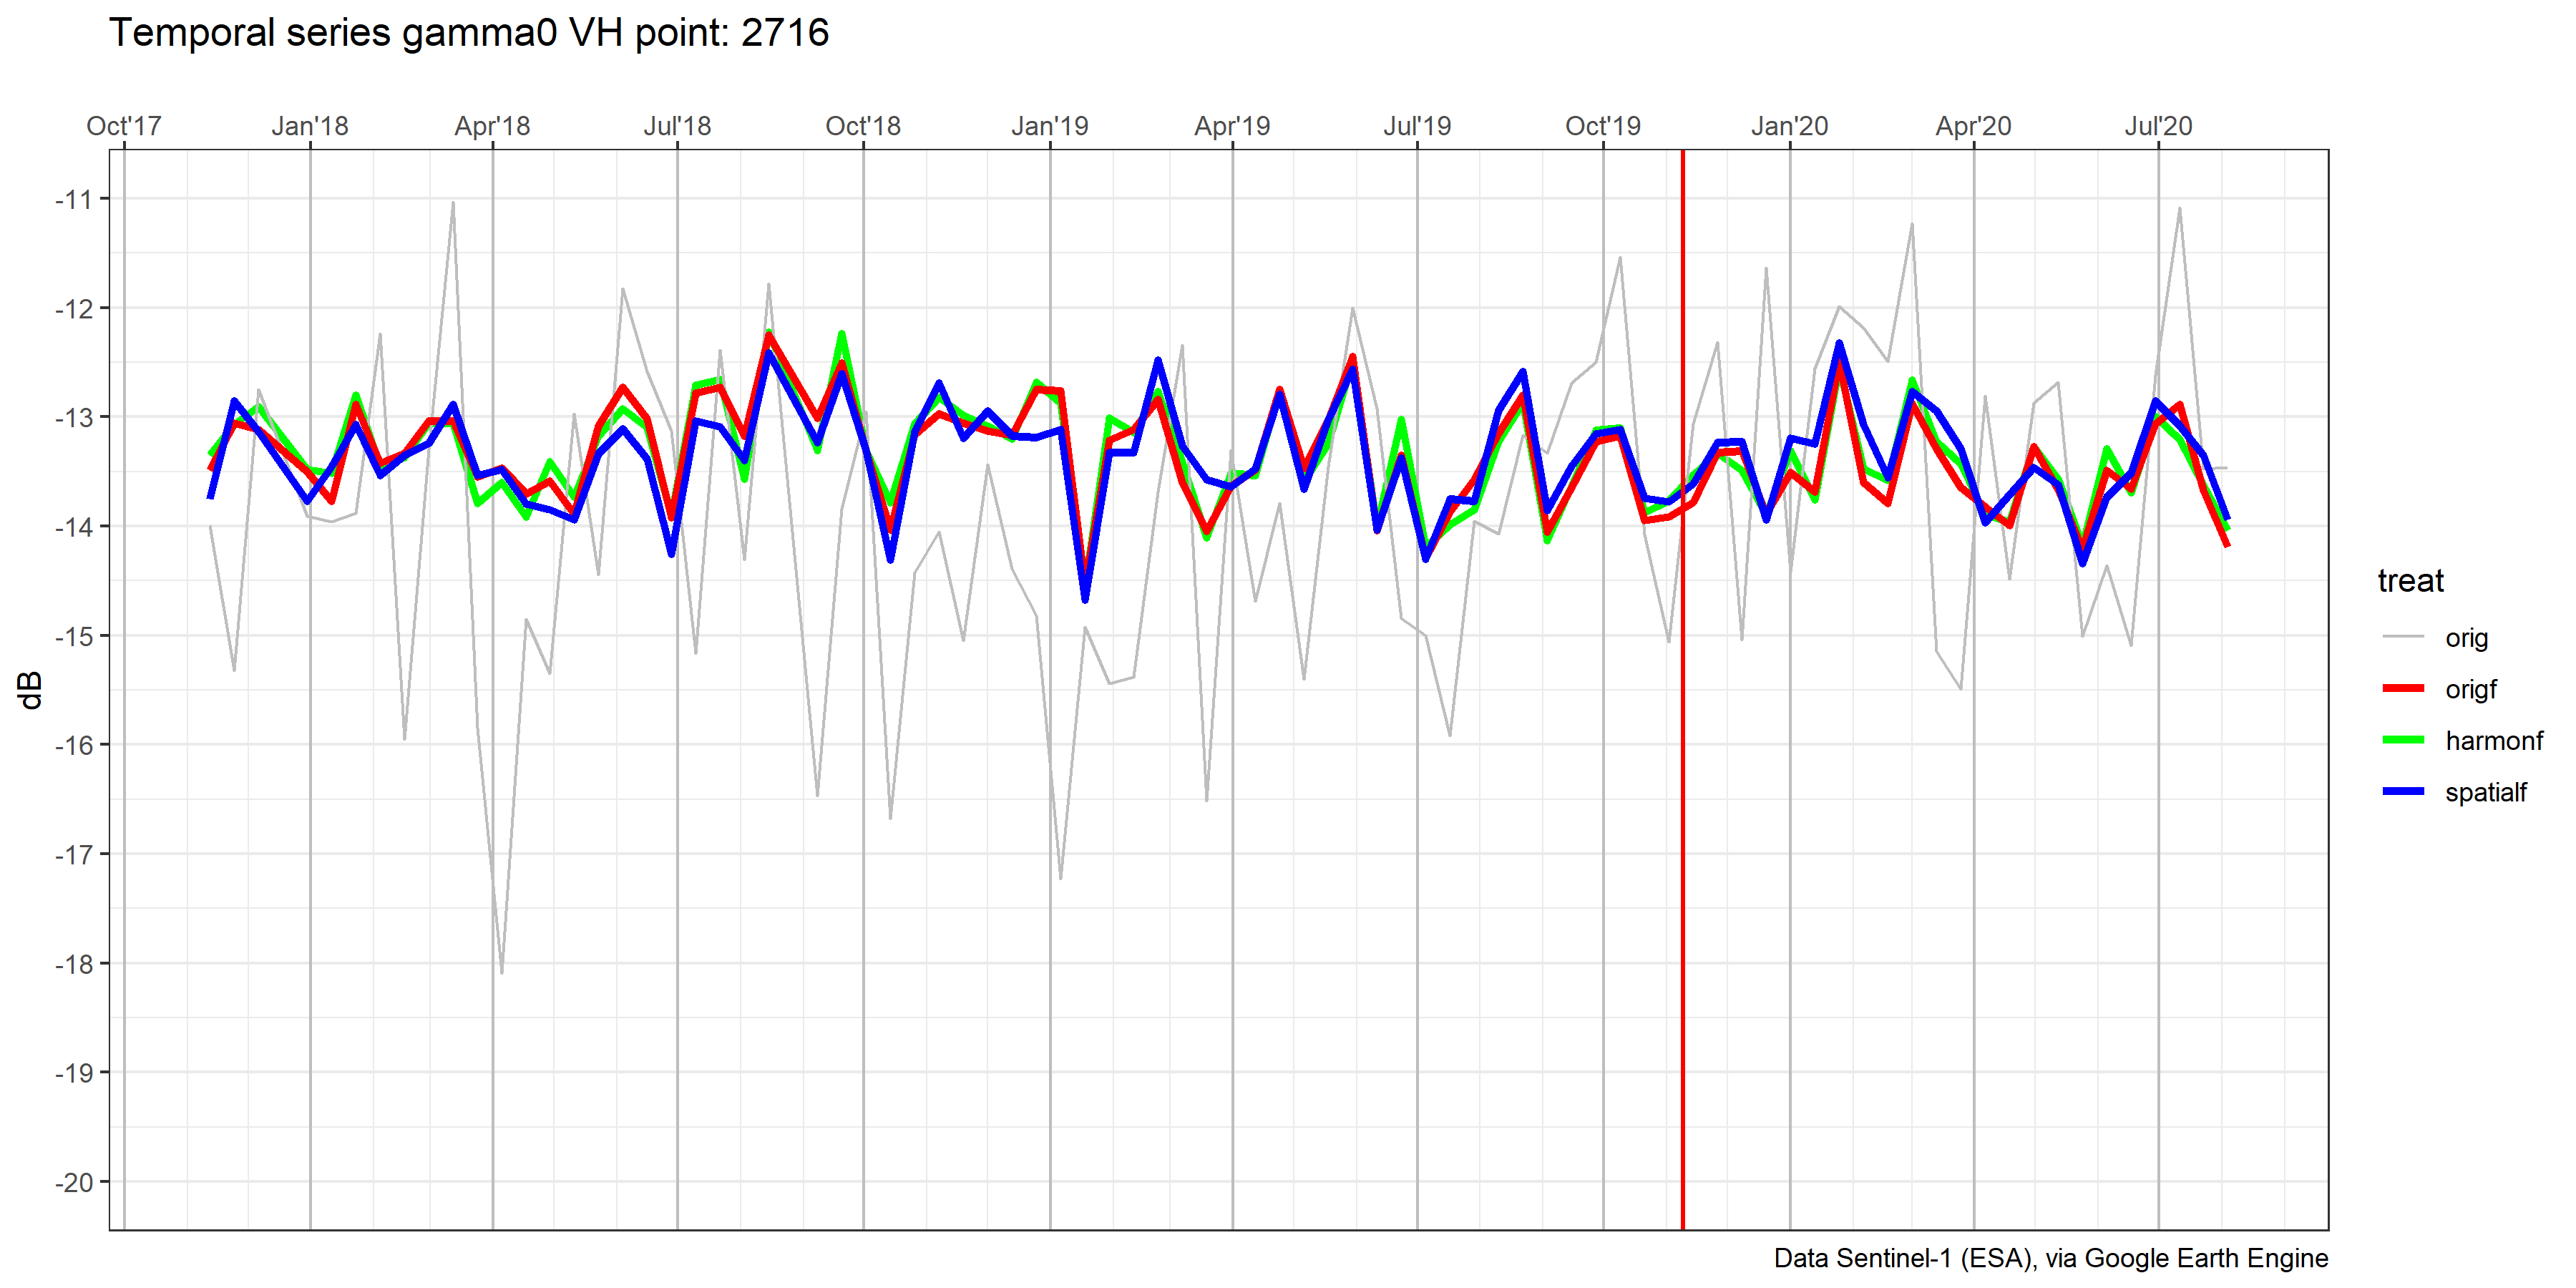 Temporal series gamma0 VH point: 2716
Oct'17 Jan'18 Apr'18 Jul'18 Oct'18 Jan'19 Apr'19 Jul'19 Oct'19 Jan'20 Apr'20 Jul'20
-11
-12
-13
-14
-15
-16
-17
-18
-19
-20
dB
treat
orig
origf
harmonf
spatialf
Data Sentinel-1 (ESA), via Google Earth Engine